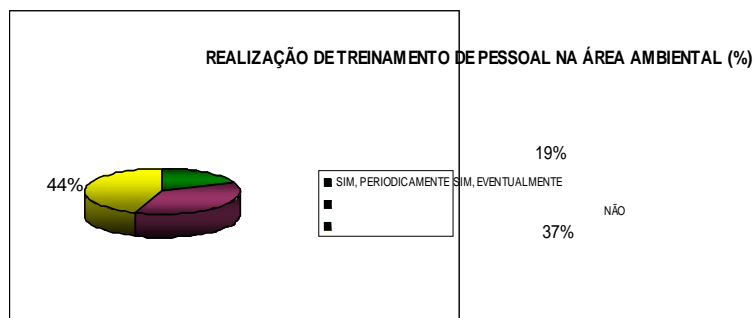 REALIZAÇÃO DE TREINAMENTO DE PESSOAL NA ÁREA AMBIENTAL (%)
19%
44%
SIM, PERIODICAMENTE SIM, EVENTUALMENTE
NÃO
37%